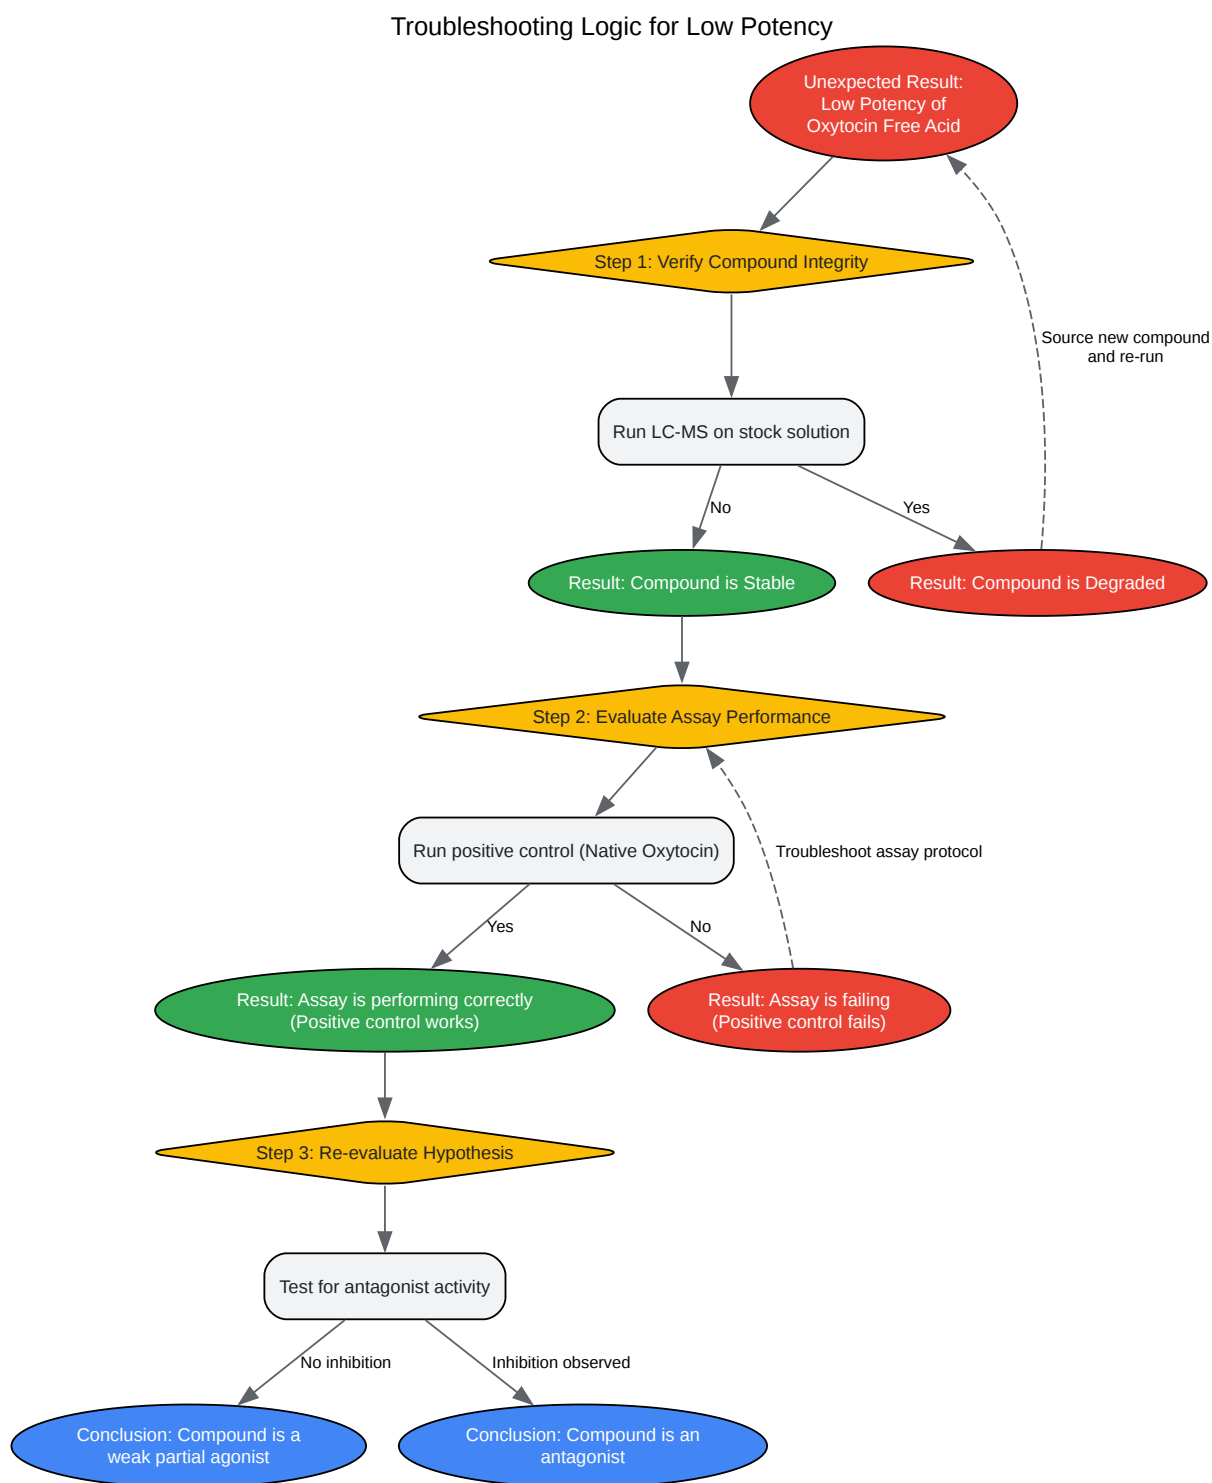 Troubleshooting Logic for Low Potency
Unexpected Result:
Low Potency of
Oxytocin Free Acid
Step 1: Verify Compound Integrity
Source new compound
and re-run
Run LC-MS on stock solution
No
Yes
Result: Compound is Stable
Result: Compound is Degraded
Step 2: Evaluate Assay Performance
Run positive control (Native Oxytocin)
Troubleshoot assay protocol
Yes
No
Result: Assay is performing correctly
(Positive control works)
Result: Assay is failing
(Positive control fails)
Step 3: Re-evaluate Hypothesis
Test for antagonist activity
No inhibition
Inhibition observed
Conclusion: Compound is a
weak partial agonist
Conclusion: Compound is an
antagonist